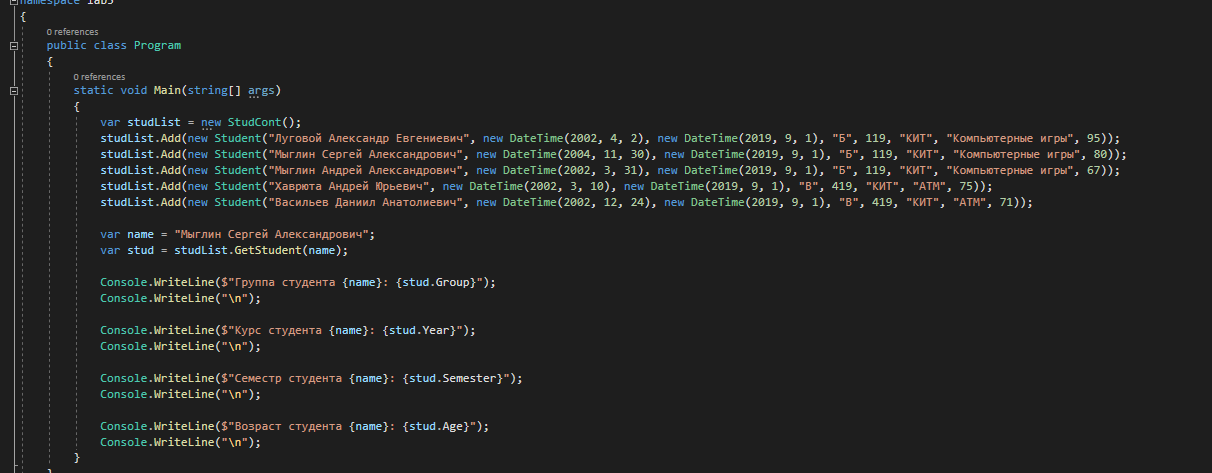 namespace lab5
{
0 references
public class Program
{
0 references
static void Main(string[] args)
{
var studList = new StudCont();
studList.Add(new Student("Луговой Александр Евгениевич", new DateTime(2002, 4, 2), new DateTime(2019, 9, 1), "Б", 119, "КИТ", "Компьютерные игры", 95));
studList.Add(new Student("Мыглин Сергей Александрович", new DateTime(2004, 11, 30), new DateTime(2019, 9, 1), "Б", 119, "КИТ", "Компьютерные игры", 80));
studList.Add(new Student("Мыглин Андрей Александрович", new DateTime(2002, 3, 31), new DateTime(2019, 9, 1), "Б", 119, "КИТ", "Компьютерные игры", 67));
studList.Add(new Student("Хаврюта Андрей Юрьевич", new DateTime(2002, 3, 10), new DateTime(2019, 9, 1), "В", 419, "КИТ", "АТМ", 75));
studList.Add(new Student("Васильев Даниил Анатолиевич", new DateTime(2002, 12, 24), new DateTime(2019, 9, 1), "В", 419, "КИТ", "АТМ", 71));
var name = "Мыглин Сергей Александрович";
var stud = studList.GetStudent(name);
Console.WriteLine($"Группа студента {name}: {stud.Group}");
Console.WriteLine("\n");
Console.WriteLine($"Курс студента {name}: {stud.Year}");
Console.WriteLine("\n");
Console.WriteLine($"Семестр студента {name}: {stud.Semester}");
Console.WriteLine("\n");
Console.WriteLine($"Возраст студента {name}: {stud.Age}");
Console.WriteLine("\n");
}
}